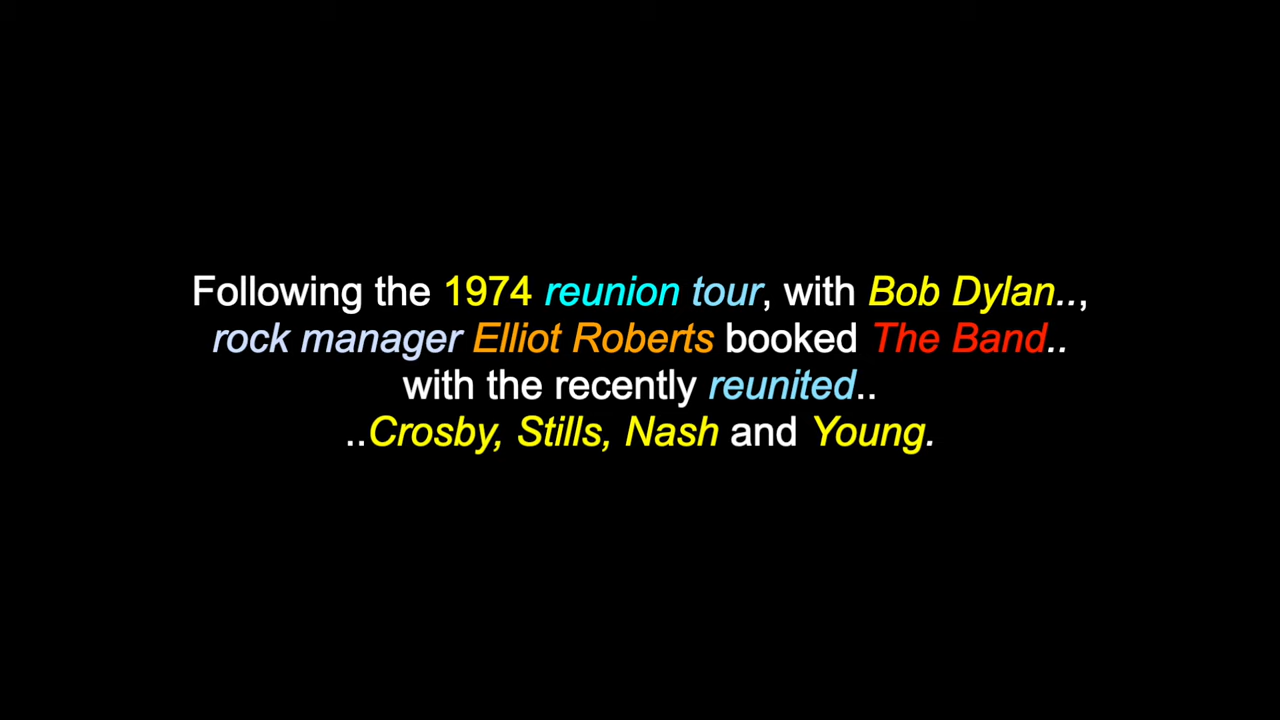 Following the 1974 reunion tour, with Bob Dylan..,
rock manager Elliot Roberts booked The Band..
with the recently reunited..
..Crosby, Stills, Nash and Young.